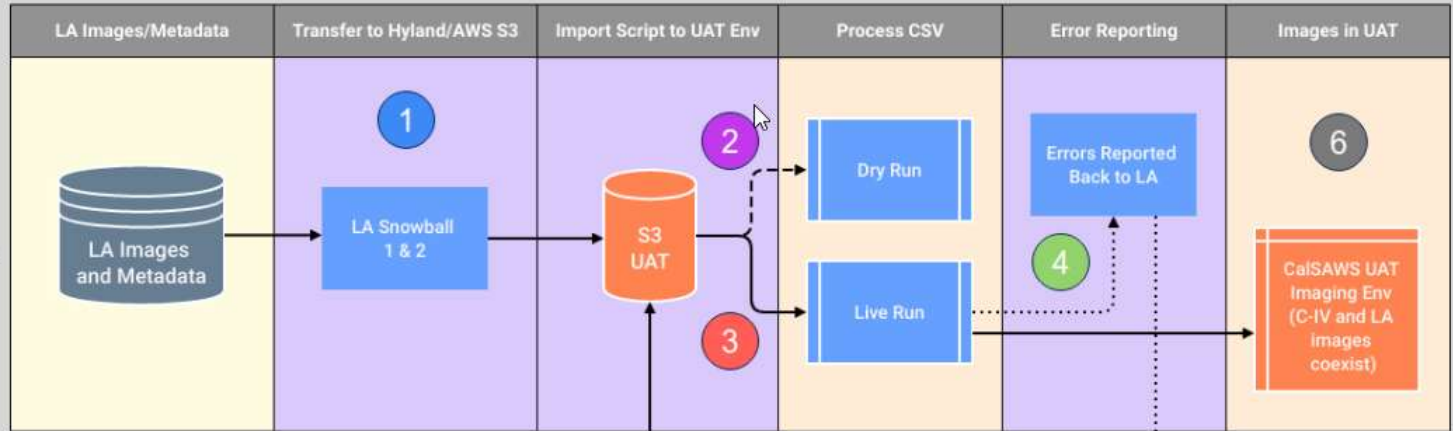 LA Images/Metadata
Transfer to Hyland/AWS S3
Import Script to UAT Env
Process CSV
Error Reporting
Images in UAT
1
2
3
4
6
LA Images
and Metadata
LA Snowball
1 & 2
S3
UAT
Dry Run
Live Run
Errors Reported
Back to LA
CalSAWS UAT
Imaging Env
(C-IV and LA
images
coexist)